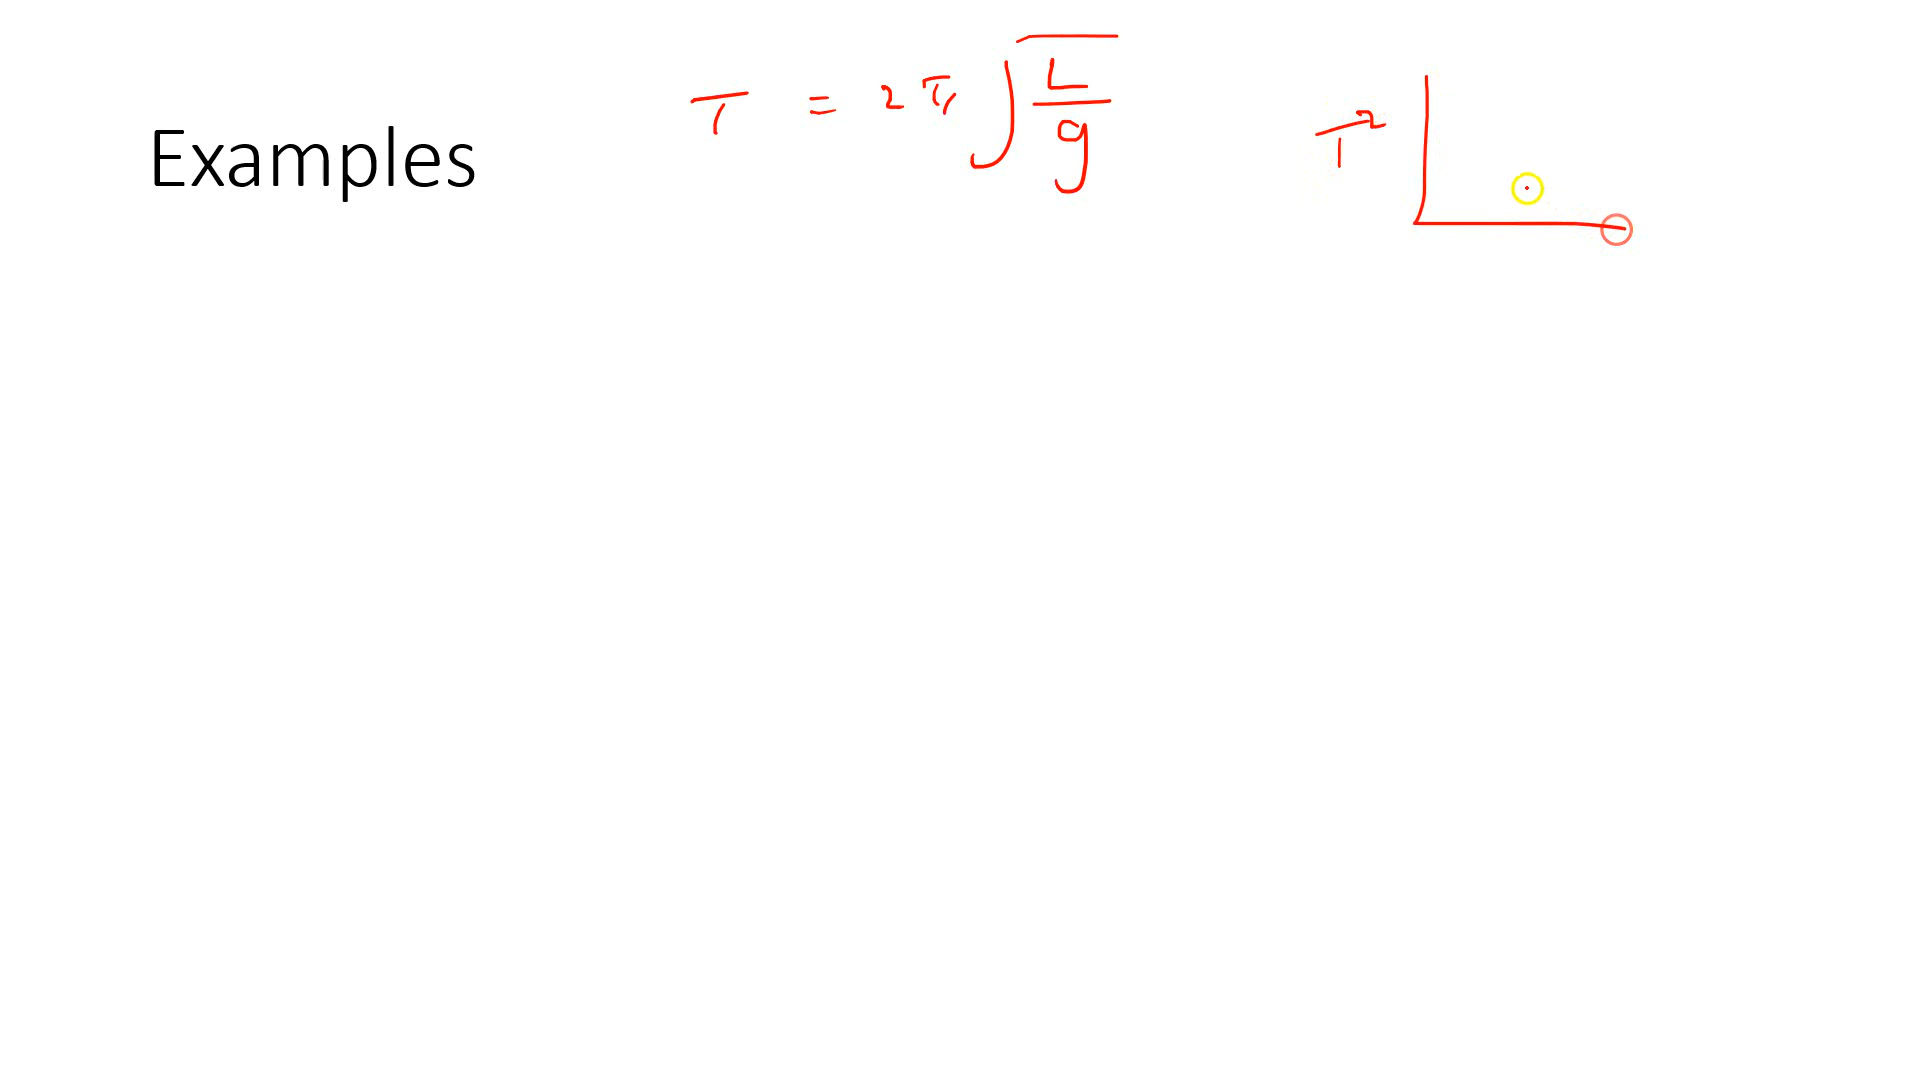 T = 2π√(L/g)
T²
Examples